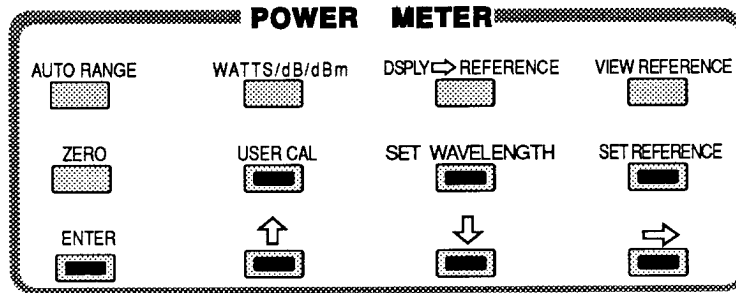 POWER METER
AUTO RANGE WATTS/dB/dBm DSPLY⇨REFERENCE VIEW REFERENCE
ZERO USER CAL SET WAVELENGTH SET REFERENCE
ENTER ⇧ ⇩ ⇨